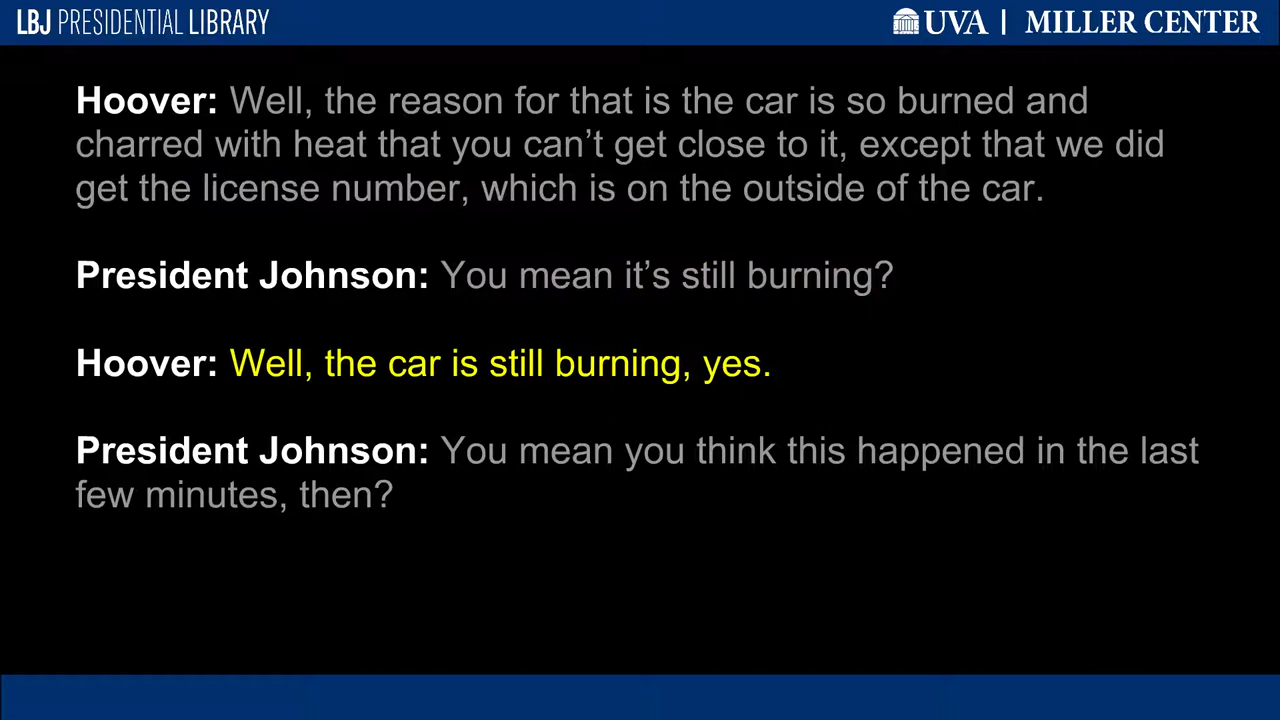 LBJ PRESIDENTIAL LIBRARY
UVA | MILLER CENTER
Hoover: Well, the reason for that is the car is so burned and
charred with heat that you can’t get close to it, except that we did
get the license number, which is on the outside of the car.
President Johnson: You mean it’s still burning?
Hoover: Well, the car is still burning, yes.
President Johnson: You mean you think this happened in the last
few minutes, then?